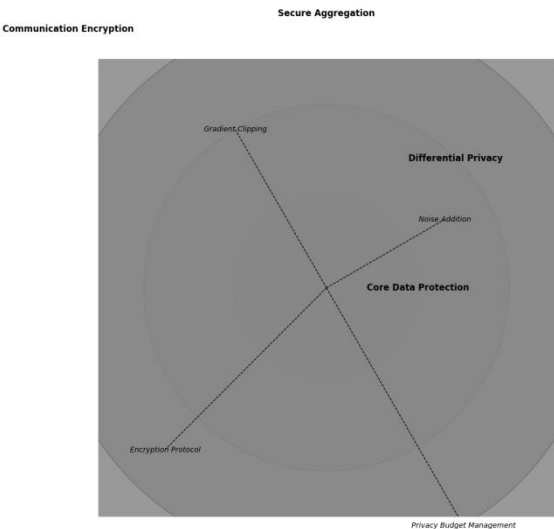 Secure Aggregation
Communication Encryption
Gradient Clipping
Differential Privacy
Noise Addition
Core Data Protection
Encryption Protocol
Privacy Budget Management